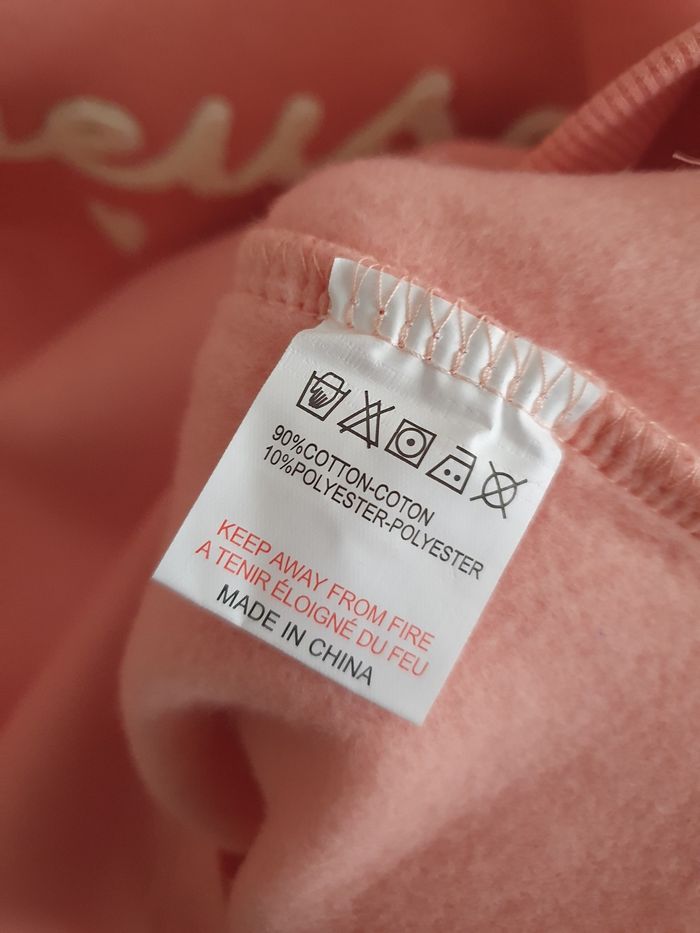 90%COTTON-COTON
10%POLYESTER-POLYESTER
KEEP AWAY FROM FIRE
A TENIR ÉLOIGNÉ DU FEU
MADE IN CHINA